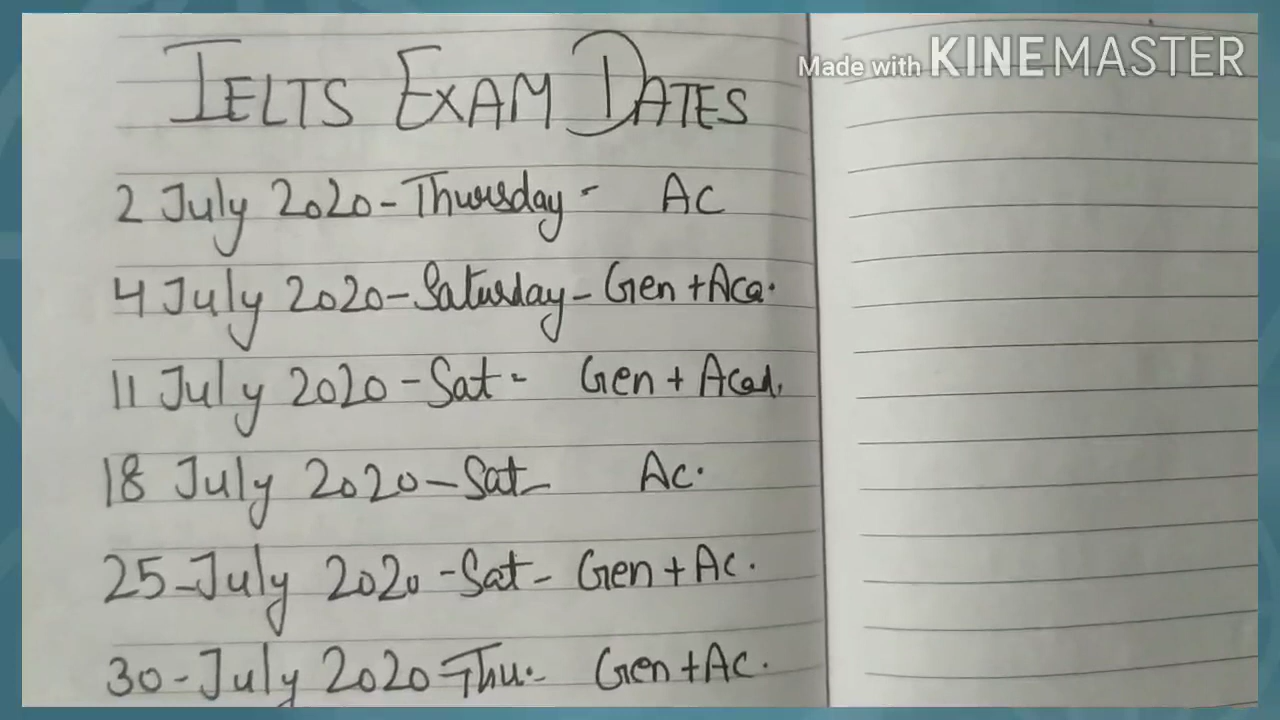 IELTS EXAM DATES
Made with KINEMASTER
2 July 2020-Thursday- AC
4 July 2020-Saturday-Gen+Aca.
11 July 2020-Sat- Gen+Acad.
18 July 2020-Sat- Ac.
25-July 2020-Sat- Gen+Ac.
30-July 2020-Thu.- Gen+Ac.